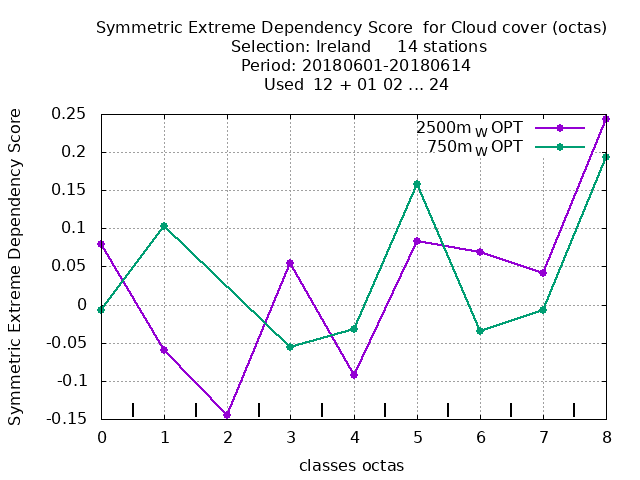 Symmetric Extreme Dependency Score for Cloud cover (octas)
Selection: Ireland 14 stations
Period: 20180601-20180614
Used 12 + 01 02 ... 24
2500m W OPT
750m W OPT
Symmetric Extreme Dependency Score
0.25
0.2
0.15
0.1
0.05
0
-0.05
-0.1
-0.15
0 1 2 3 4 5 6 7 8
classes octas